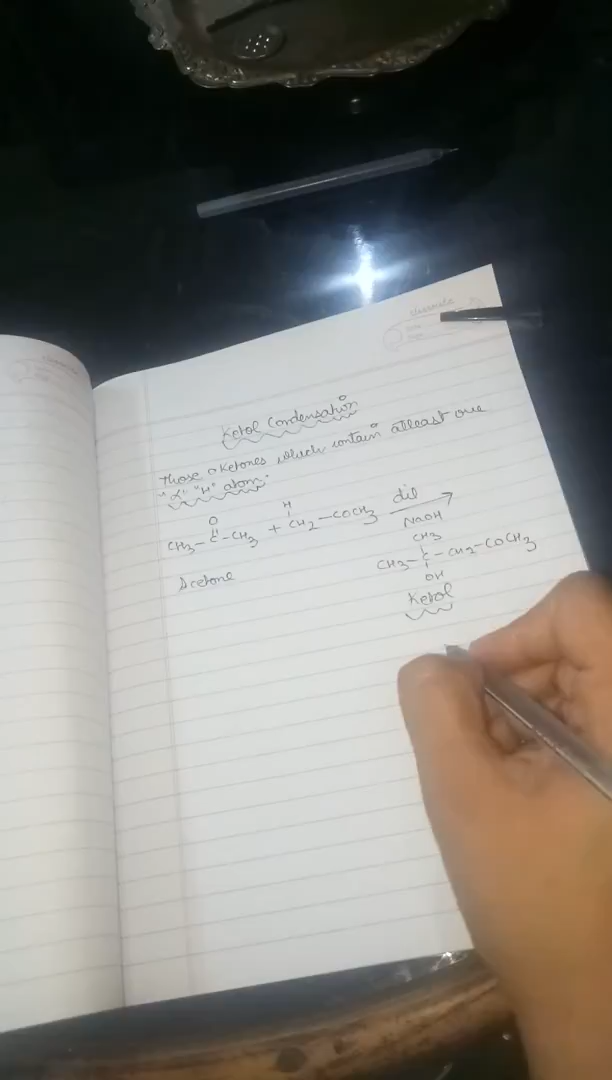 Ketol Condensation
Those ketones which contain atleast one
"α" "H" atom.
O
||
CH3-C-CH3 + CH2-COCH3 dil
H
NaOH
Acetone
CH3
CH3-C-CH2-COCH3
OH
Ketol